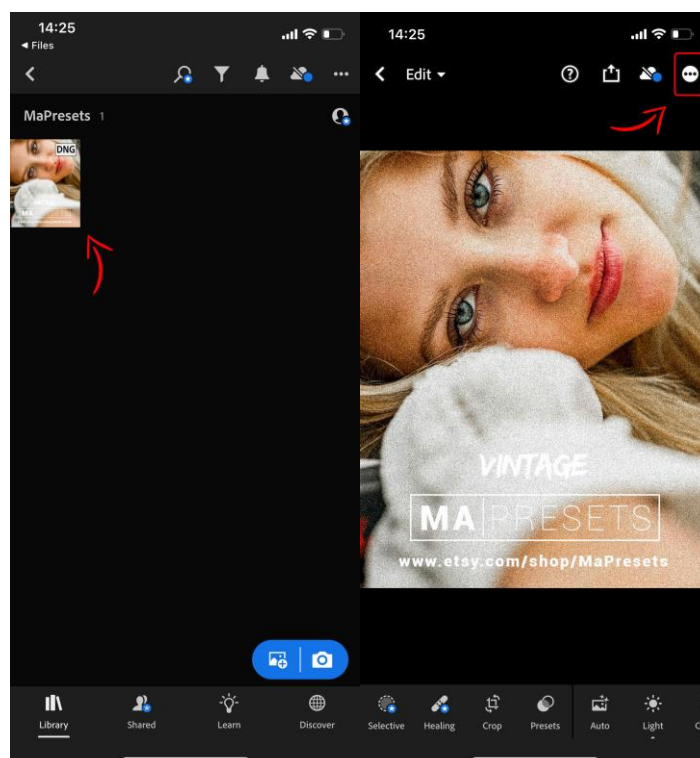 14:25
Files
MaPresets 1
DNG
Library
Shared
Learn
Discover
14:25
Edit
VINTAGE
MA PRESETS
www.etsy.com/shop/MaPresets
Selective
Healing
Crop
Presets
Auto
Light